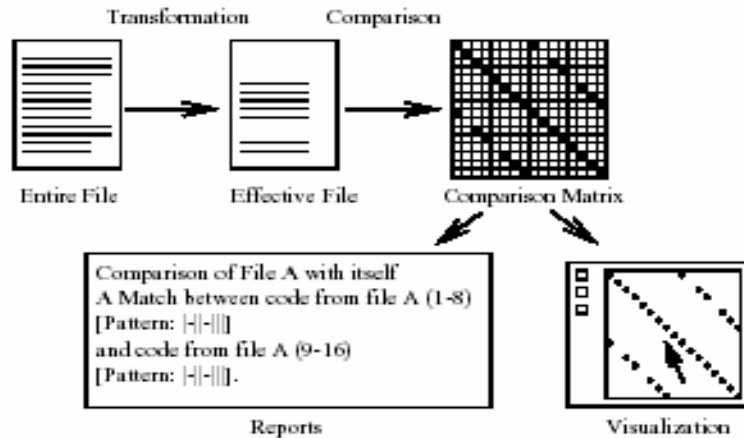 Transformation
Comparison
Entire File
Effective File
Comparison Matrix
Comparison of File A with itself
A Match between code from file A (1-8)
[Pattern: |-||-|||]
and code from file A (9-16)
[Pattern: |-||-|||].
Reports
Visualization